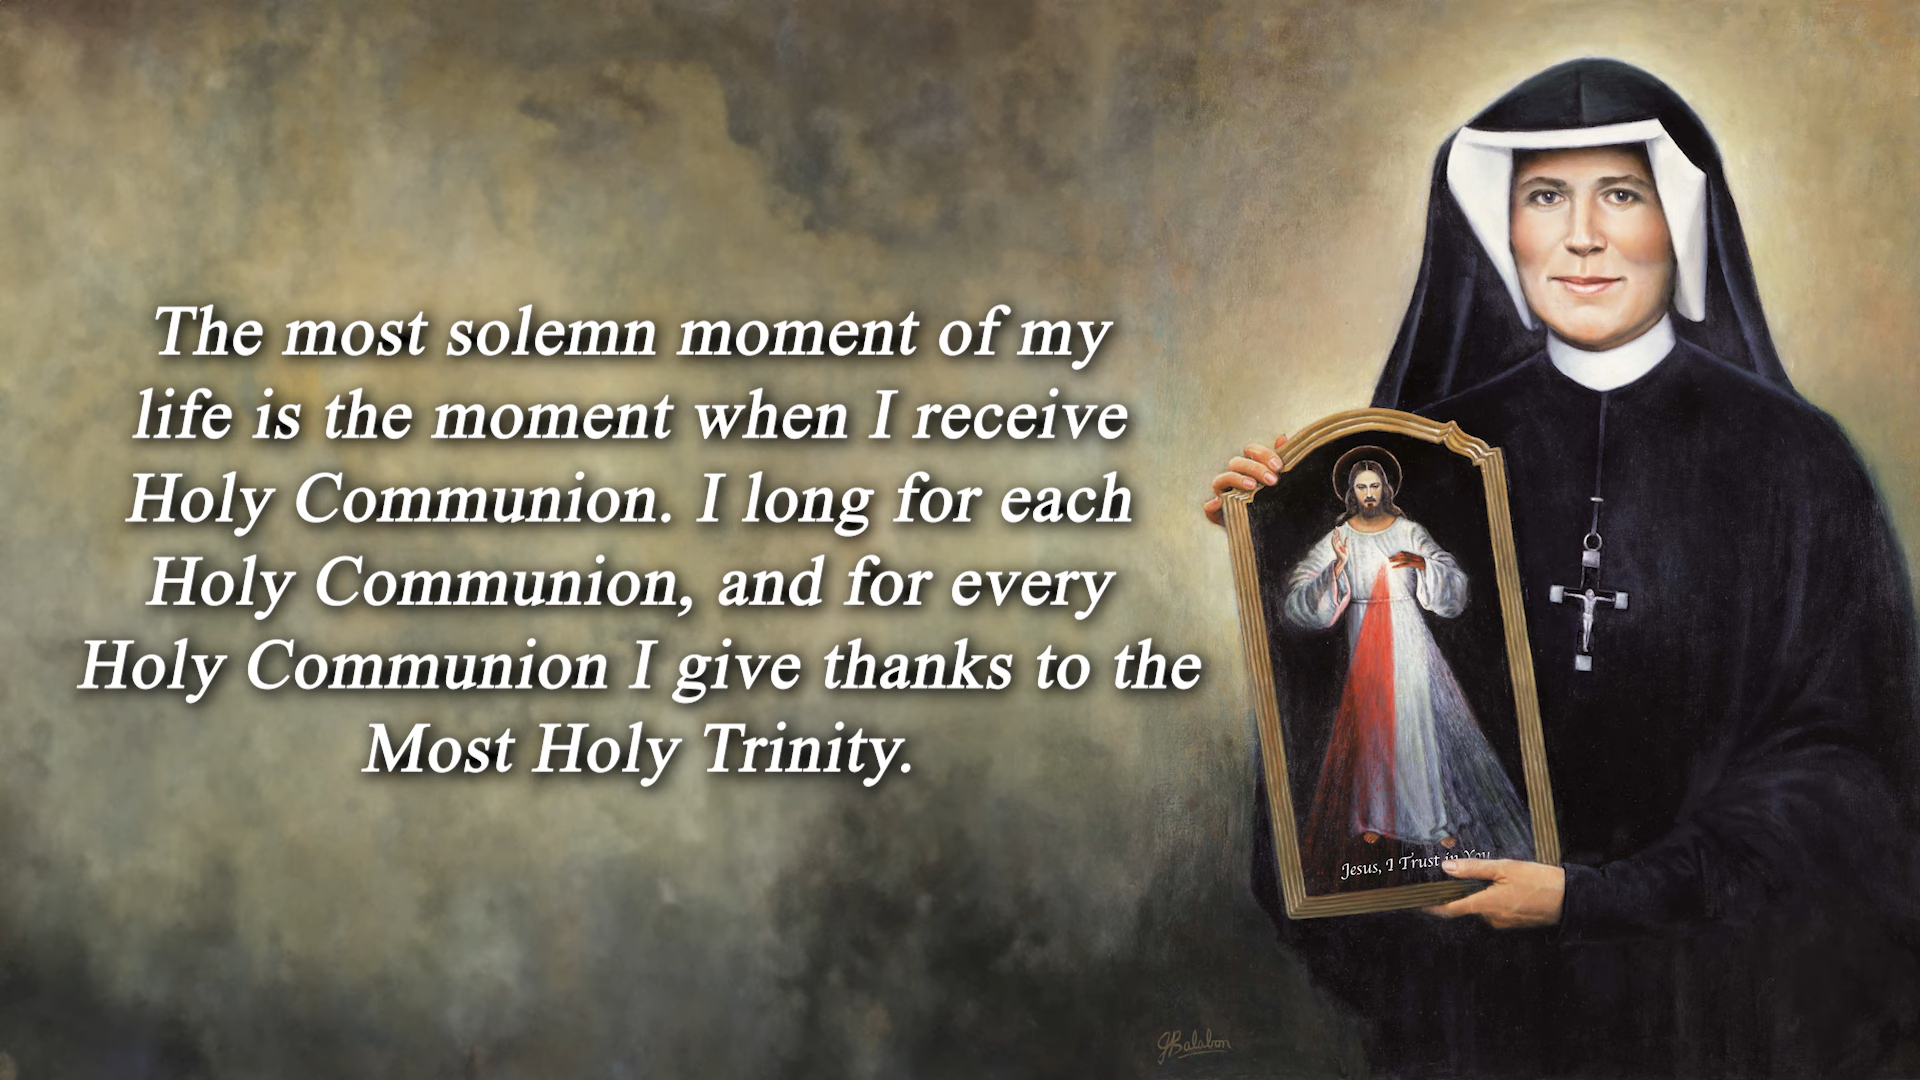 The most solemn moment of my
life is the moment when I receive
Holy Communion. I long for each
Holy Communion, and for every
Holy Communion I give thanks to the
Most Holy Trinity.
Jesus, I Trust in You
JBalabon